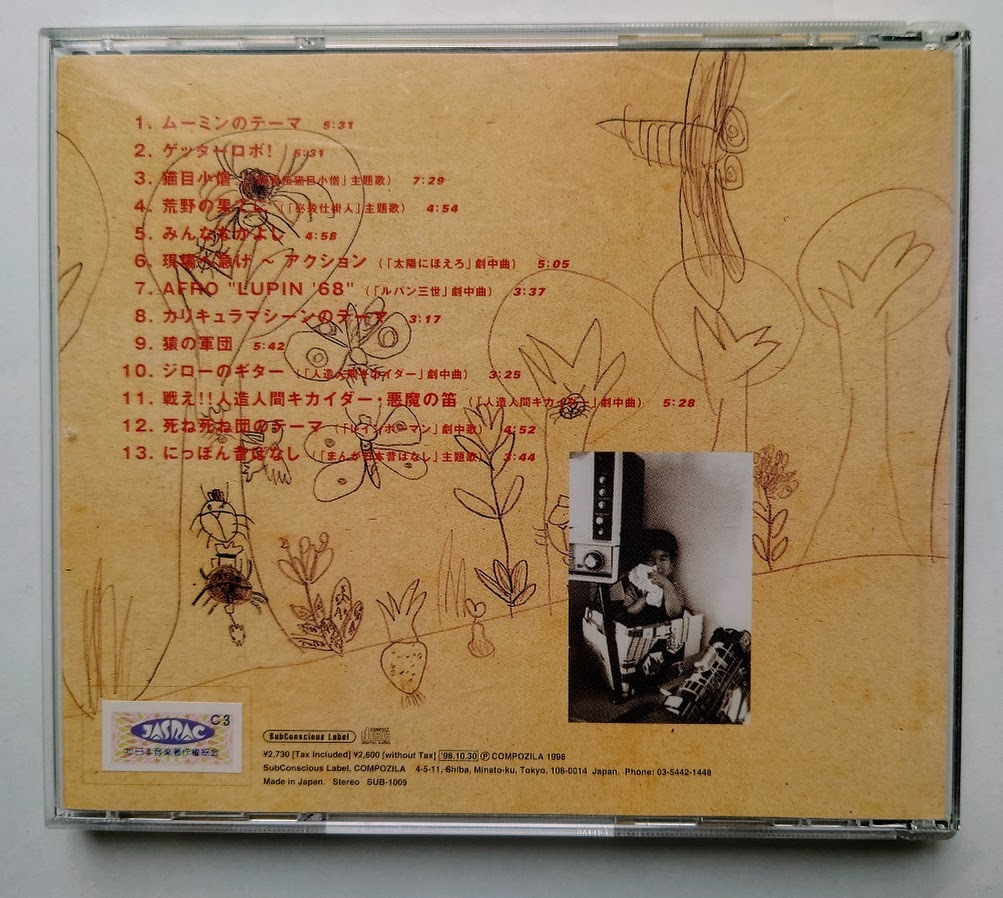 1. ムーミンのテーマ 5:31
2. ゲッターロボ! 5:31
3. 猫目小僧 猫目小僧」主題歌) 7:29
4. 荒野の果てに (「必殺仕掛人」主題歌) 4:54
5. みんななかよし 4:58
6. 現場へ急げ ~ アクション (「太陽にほえろ」劇中曲) 5:05
7. AFRO "LUPIN '68" (「ルパン三世」劇中曲) 3:37
8. カリキュラマシーンのテーマ 3:17
9. 猿の軍団 5:42
10. ジローのギター (「人造人間キカイダー」劇中曲) 3:25
11. 戦え!!人造人間キカイダー;悪魔の笛 (「人造人間キカイダー」劇中曲) 5:28
12. 死ね死ね団のテーマ (「レインボーマン」劇中歌) 4:52
13. にっぽん昔ばなし (「まんが日本昔ばなし」主題歌) 3:44
C3
JASRAC
日本音楽著作権協会
SubConscious Label COMPACT disc DIGITAL AUDIO
¥2,730 [Tax Included] ¥2,600 [without Tax] '98.10.30 Ⓟ COMPOZILA 1998
SubConscious Label, COMPOZILA 4-5-11, Shiba, Minato-ku, Tokyo, 108-0014 Japan. Phone: 03-5442-1448
Made in Japan. Stereo SUB-1009